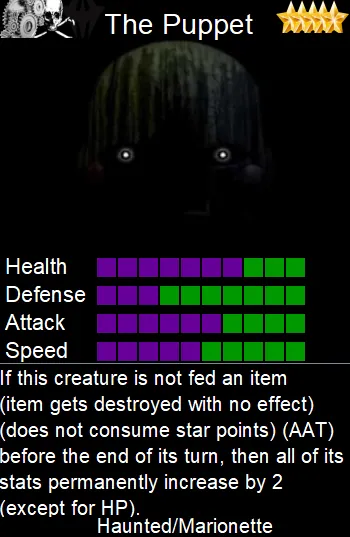 The Puppet
Health
Defense
Attack
Speed
If this creature is not fed an item
(item gets destroyed with no effect)
(does not consume star points) (AAT)
before the end of its turn, then all of its
stats permanently increase by 2
(except for HP).
Haunted/Marionette